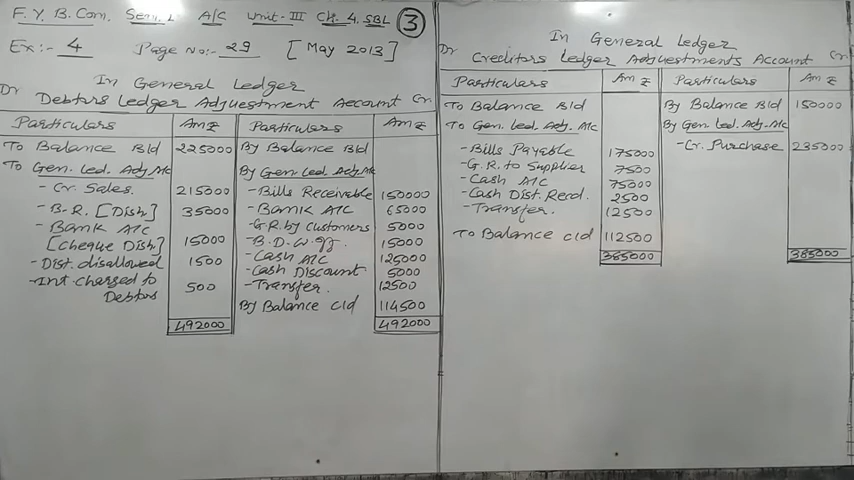 F. Y. B. Com. Sem. I A/C Unit-III Ch. 4. SBL 3
Ex:- 4 Page No:- 29 [May 2013]
In General Ledger
Dr Debtors Ledger Adjustment Account Cr.
Particulars Am ₹ Particulars Am ₹
To Balance B/d 225000 By Balance B/d
To Gen. Led. Adj. A/c By Gen. Led. Adj. A/c
- Cr. Sales. 215000 - Bills Receivable 150000
- B.R. [Dish.] 35000 - Bank A/C 65000
- Bank A/C - G.R. by Customers 5000
[Cheque Dish.] 15000 - B.D. w. off. 15000
- Dist. disallowed 1500 - Cash A/C 125000
- Int. charged to 500 - Cash Discount 5000
Debtors - Transfer. 12500
By Balance c/d 114500
492000 492000
In General Ledger
Dr Creditors Ledger Adjuestments Account Cr
Particulars Am ₹ Particulars Am ₹
To Balance B/d By Balance B/d 150000
To Gen. Led. Adj. A/c By Gen. Led. Adj. A/c
- Bills Payable 175000 - Cr. Purchase 235000
- G.R. to Supplier 7500
- Cash A/C 75000
- Cash Dist. Recd. 2500
- Transfer. 12500
To Balance c/d 112500
385000 385000